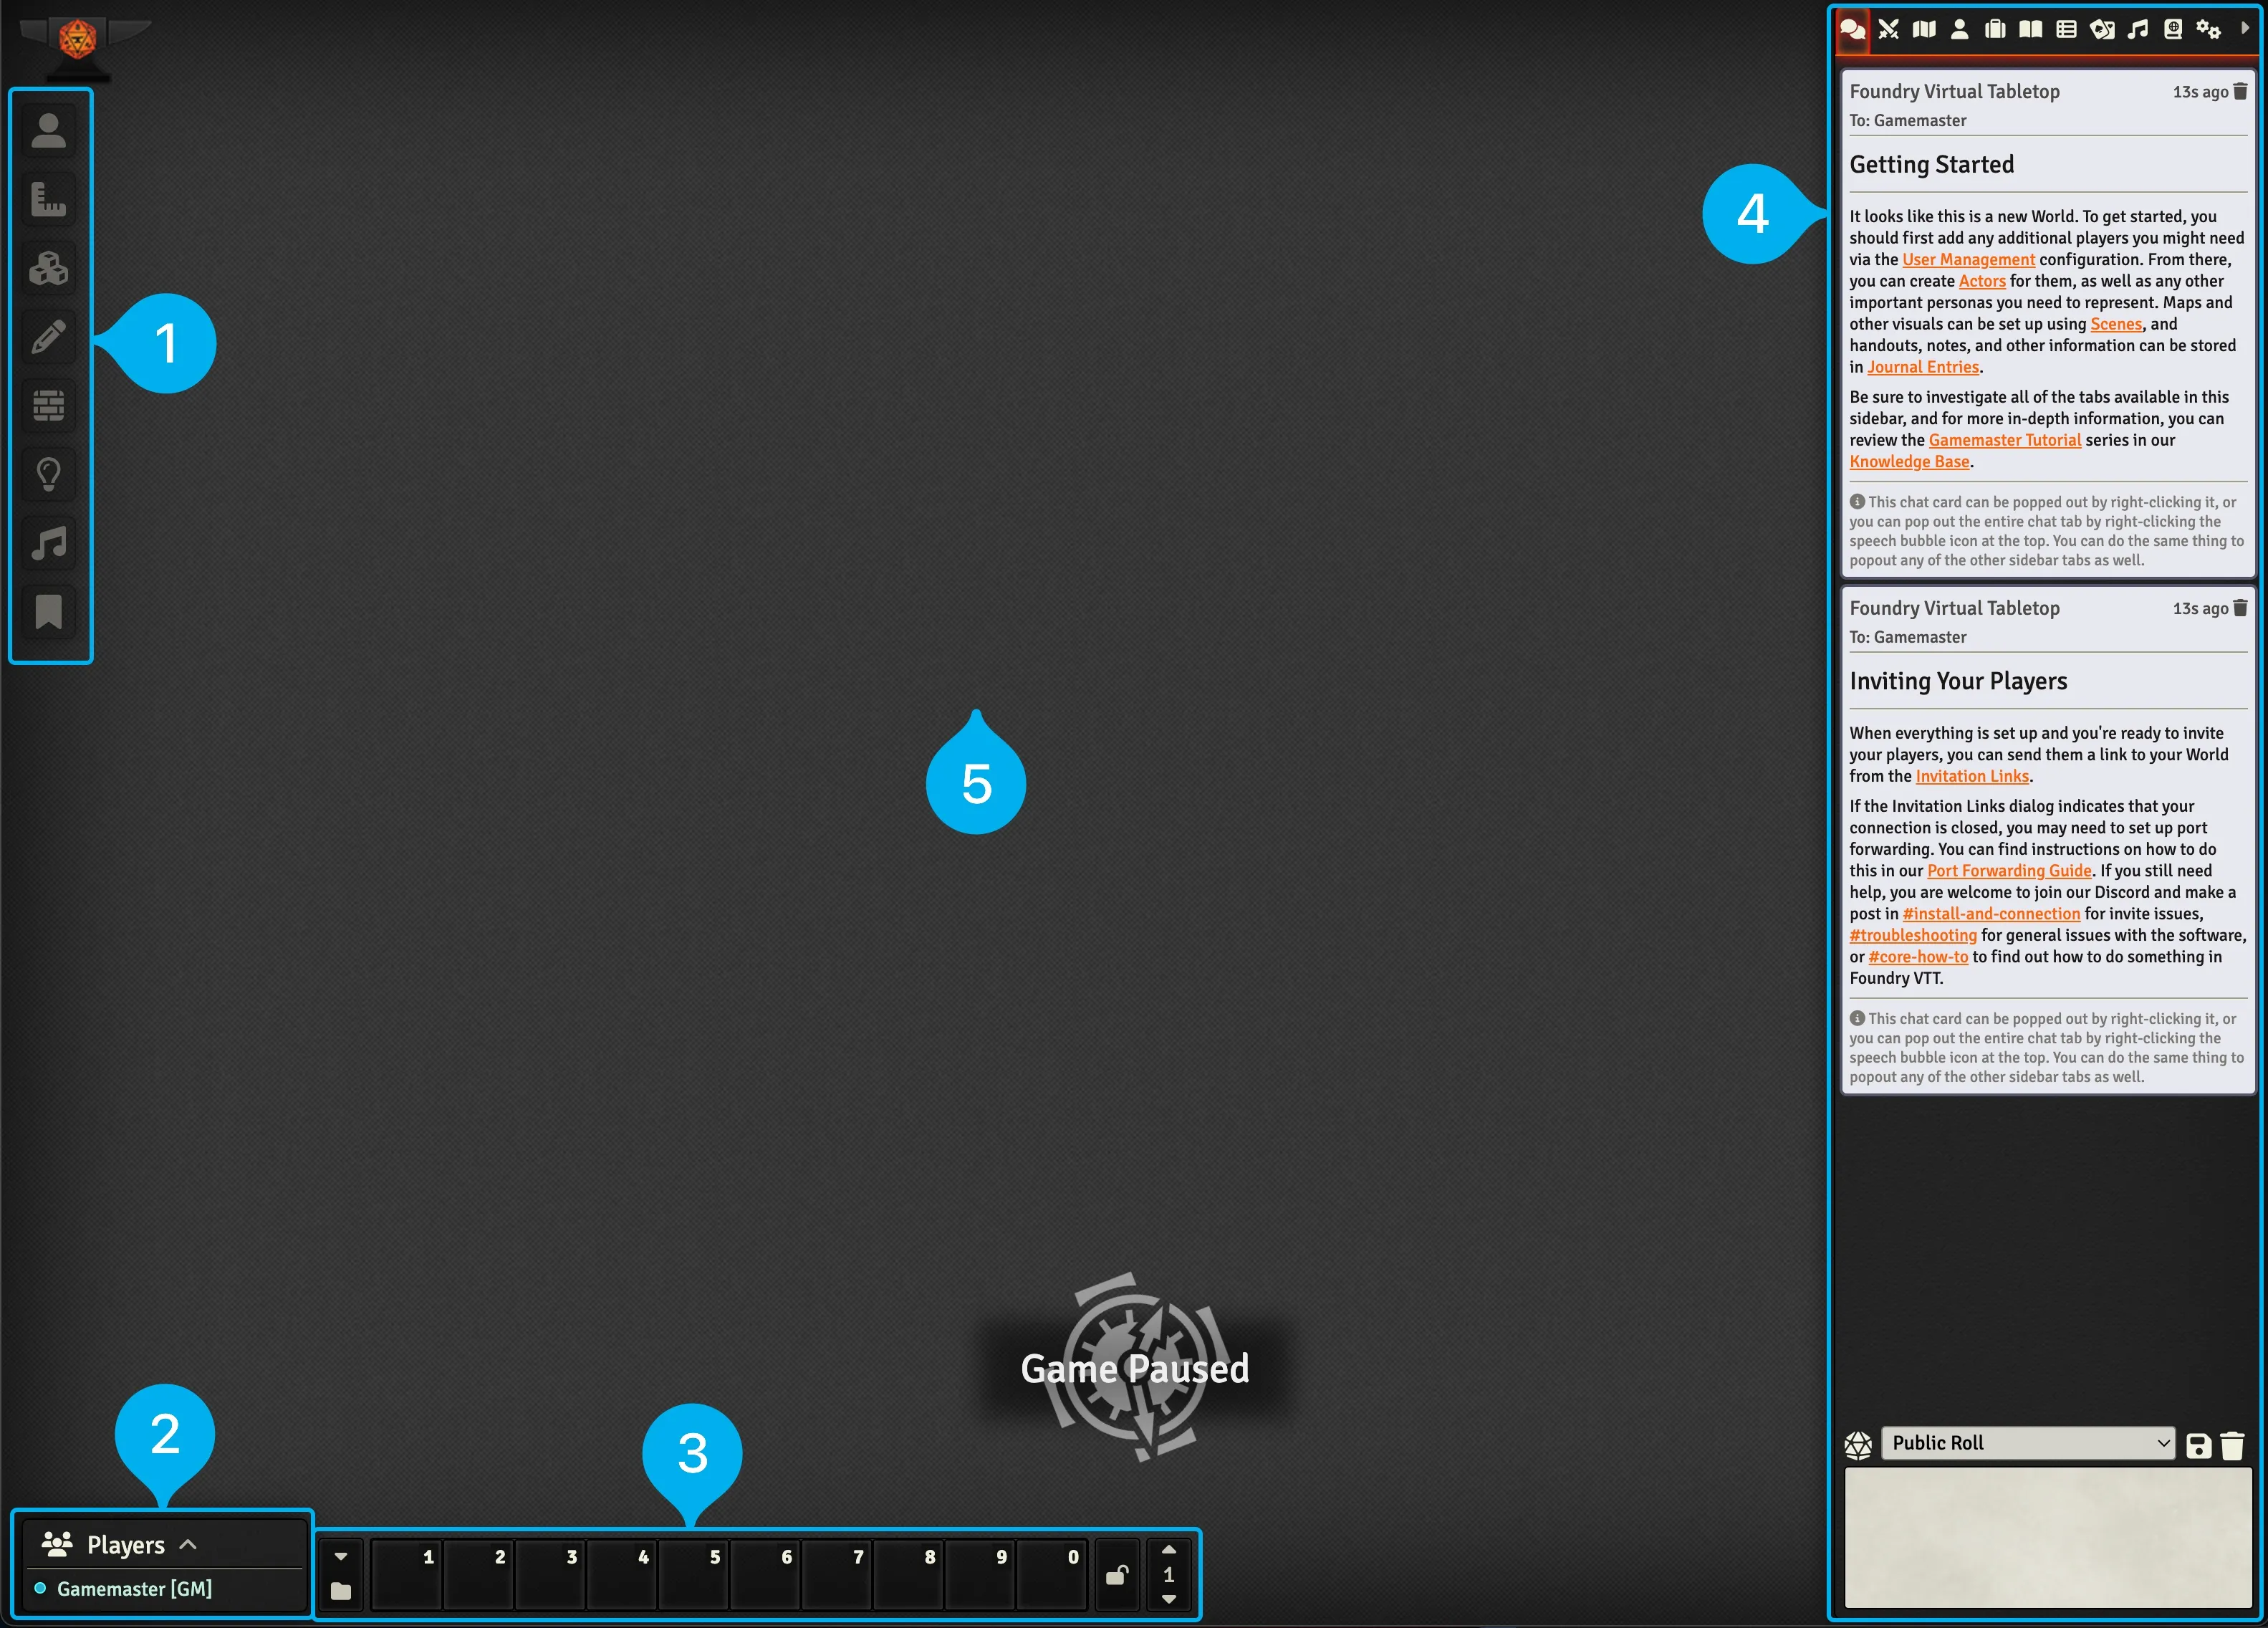 1
2
Players
Gamemaster [GM]
3
1 2 3 4 5 6 7 8 9 0
1
5
Game Paused
4
Foundry Virtual Tabletop 13s ago
To: Gamemaster
Getting Started
It looks like this is a new World. To get started, you
should first add any additional players you might need
via the User Management configuration. From there,
you can create Actors for them, as well as any other
important personas you need to represent. Maps and
other visuals can be set up using Scenes, and
handouts, notes, and other information can be stored
in Journal Entries.
Be sure to investigate all of the tabs available in this
sidebar, and for more in-depth information, you can
review the Gamemaster Tutorial series in our
Knowledge Base.
This chat card can be popped out by right-clicking it, or
you can pop out the entire chat tab by right-clicking the
speech bubble icon at the top. You can do the same thing to
popout any of the other sidebar tabs as well.
Foundry Virtual Tabletop 13s ago
To: Gamemaster
Inviting Your Players
When everything is set up and you're ready to invite
your players, you can send them a link to your World
from the Invitation Links.
If the Invitation Links dialog indicates that your
connection is closed, you may need to set up port
forwarding. You can find instructions on how to do
this in our Port Forwarding Guide. If you still need
help, you are welcome to join our Discord and make a
post in #install-and-connection for invite issues,
#troubleshooting for general issues with the software,
or #core-how-to to find out how to do something in
Foundry VTT.
This chat card can be popped out by right-clicking it, or
you can pop out the entire chat tab by right-clicking the
speech bubble icon at the top. You can do the same thing to
popout any of the other sidebar tabs as well.
Public Roll